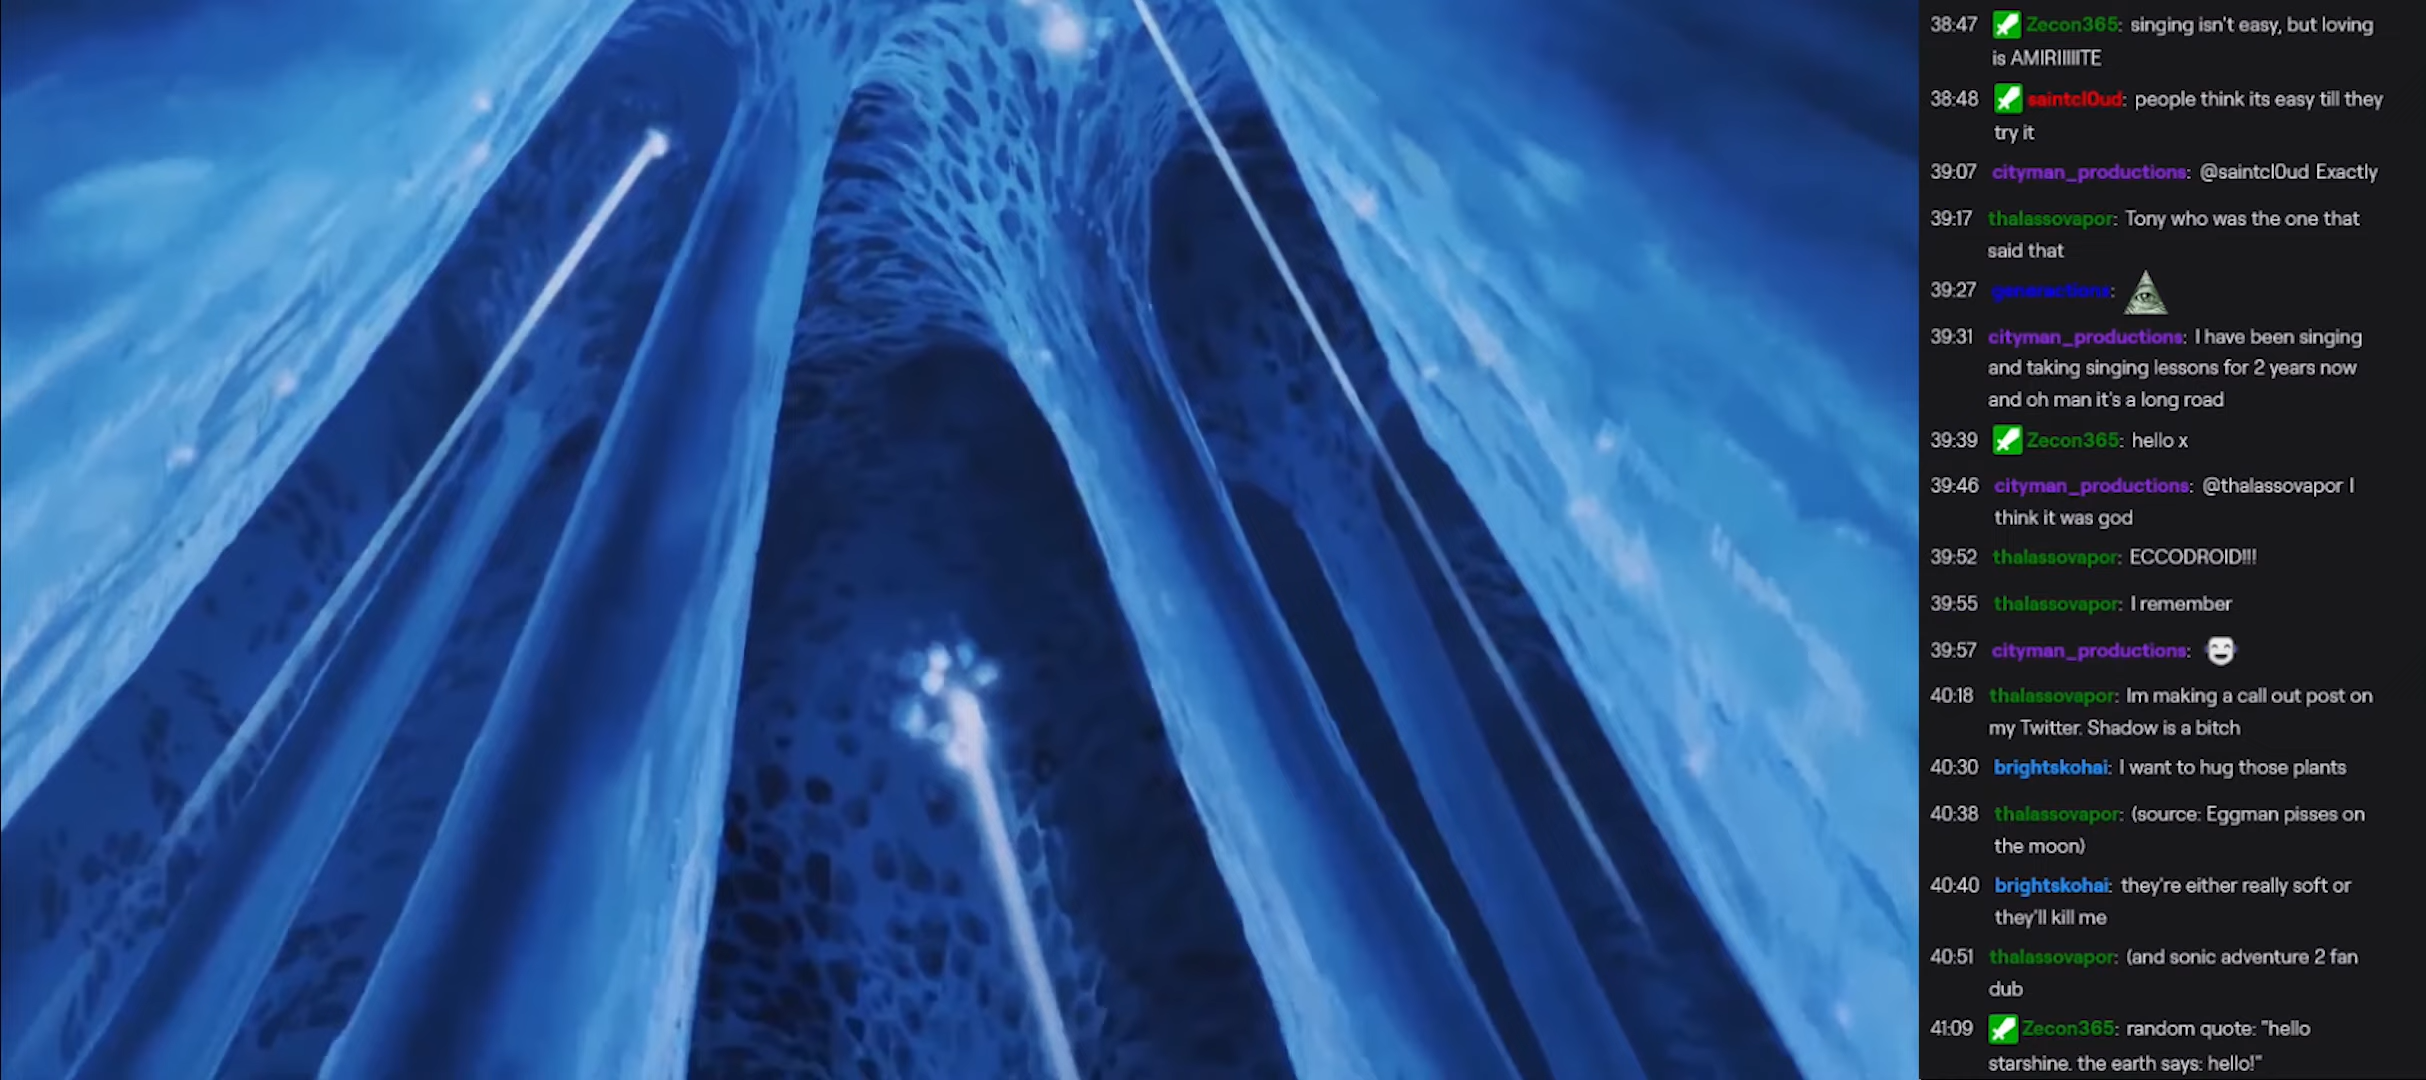 38:47 Zecon365: singing isn't easy, but loving
is AMIRIIIIITE
38:48 saintcl0ud: people think its easy till they
try it
39:07 cityman_productions: @saintcl0ud Exactly
39:17 thalassovapor: Tony who was the one that
said that
39:27 generactions:
39:31 cityman_productions: I have been singing
and taking singing lessons for 2 years now
and oh man it's a long road
39:39 Zecon365: hello x
39:46 cityman_productions: @thalassovapor I
think it was god
39:52 thalassovapor: ECCODROID!!!
39:55 thalassovapor: I remember
39:57 cityman_productions:
40:18 thalassovapor: Im making a call out post on
my Twitter. Shadow is a bitch
40:30 brightskohai: I want to hug those plants
40:38 thalassovapor: (source: Eggman pisses on
the moon)
40:40 brightskohai: they're either really soft or
they'll kill me
40:51 thalassovapor: (and sonic adventure 2 fan
dub
41:09 Zecon365: random quote: "hello
starshine. the earth says: hello!"